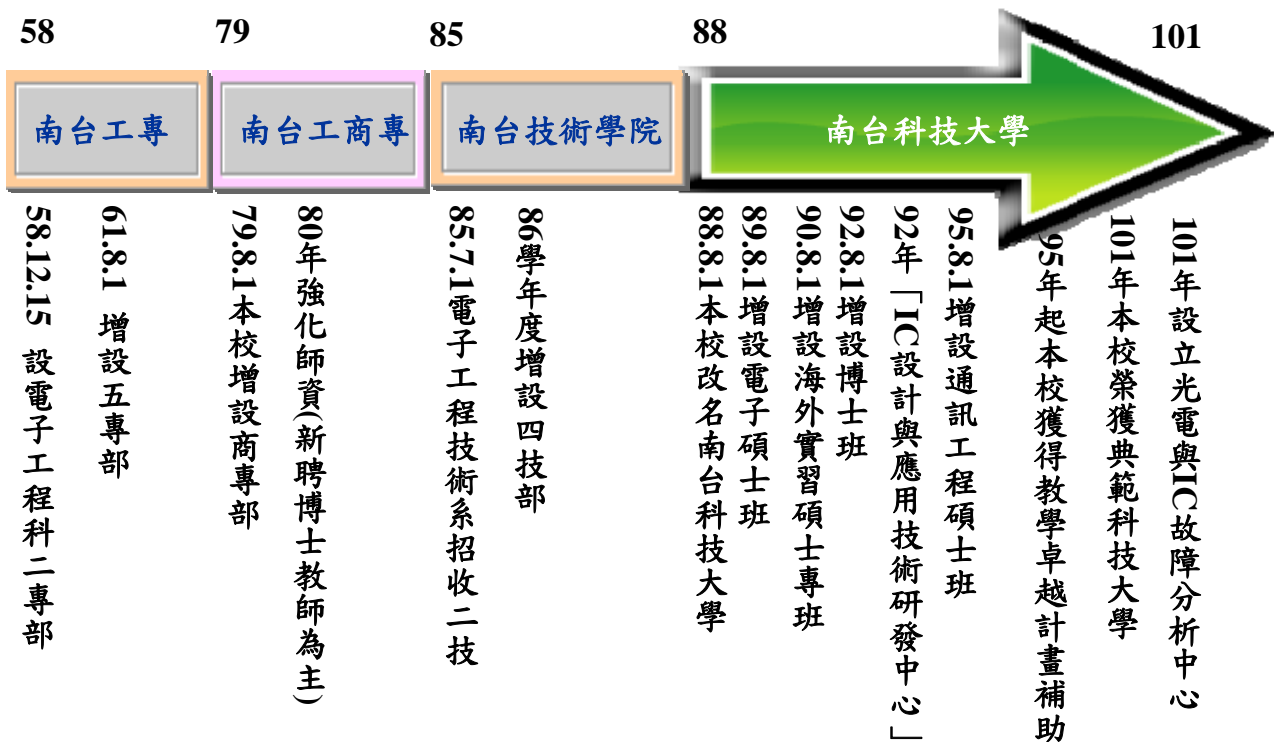 58
79
85
88
101
南台工專
南台工商專
南台技術學院
南台科技大學
58.12.15 設電子工程科二專部
61.8.1 增設五專部
79.8.1本校增設商專部
80年強化師資(新聘博士教師為主)
85.7.1電子工程技術系招收二技
86學年度增設四技部
88.8.1本校改名南台科技大學
89.8.1增設電子碩士班
90.8.1增設海外實習碩士專班
92.8.1增設博士班
92年「IC設計與應用技術研發中心」
95.8.1增設通訊工程碩士班
95年起本校獲得教學卓越計畫補助
101年本校榮獲典範科技大學
101年設立光電與IC故障分析中心